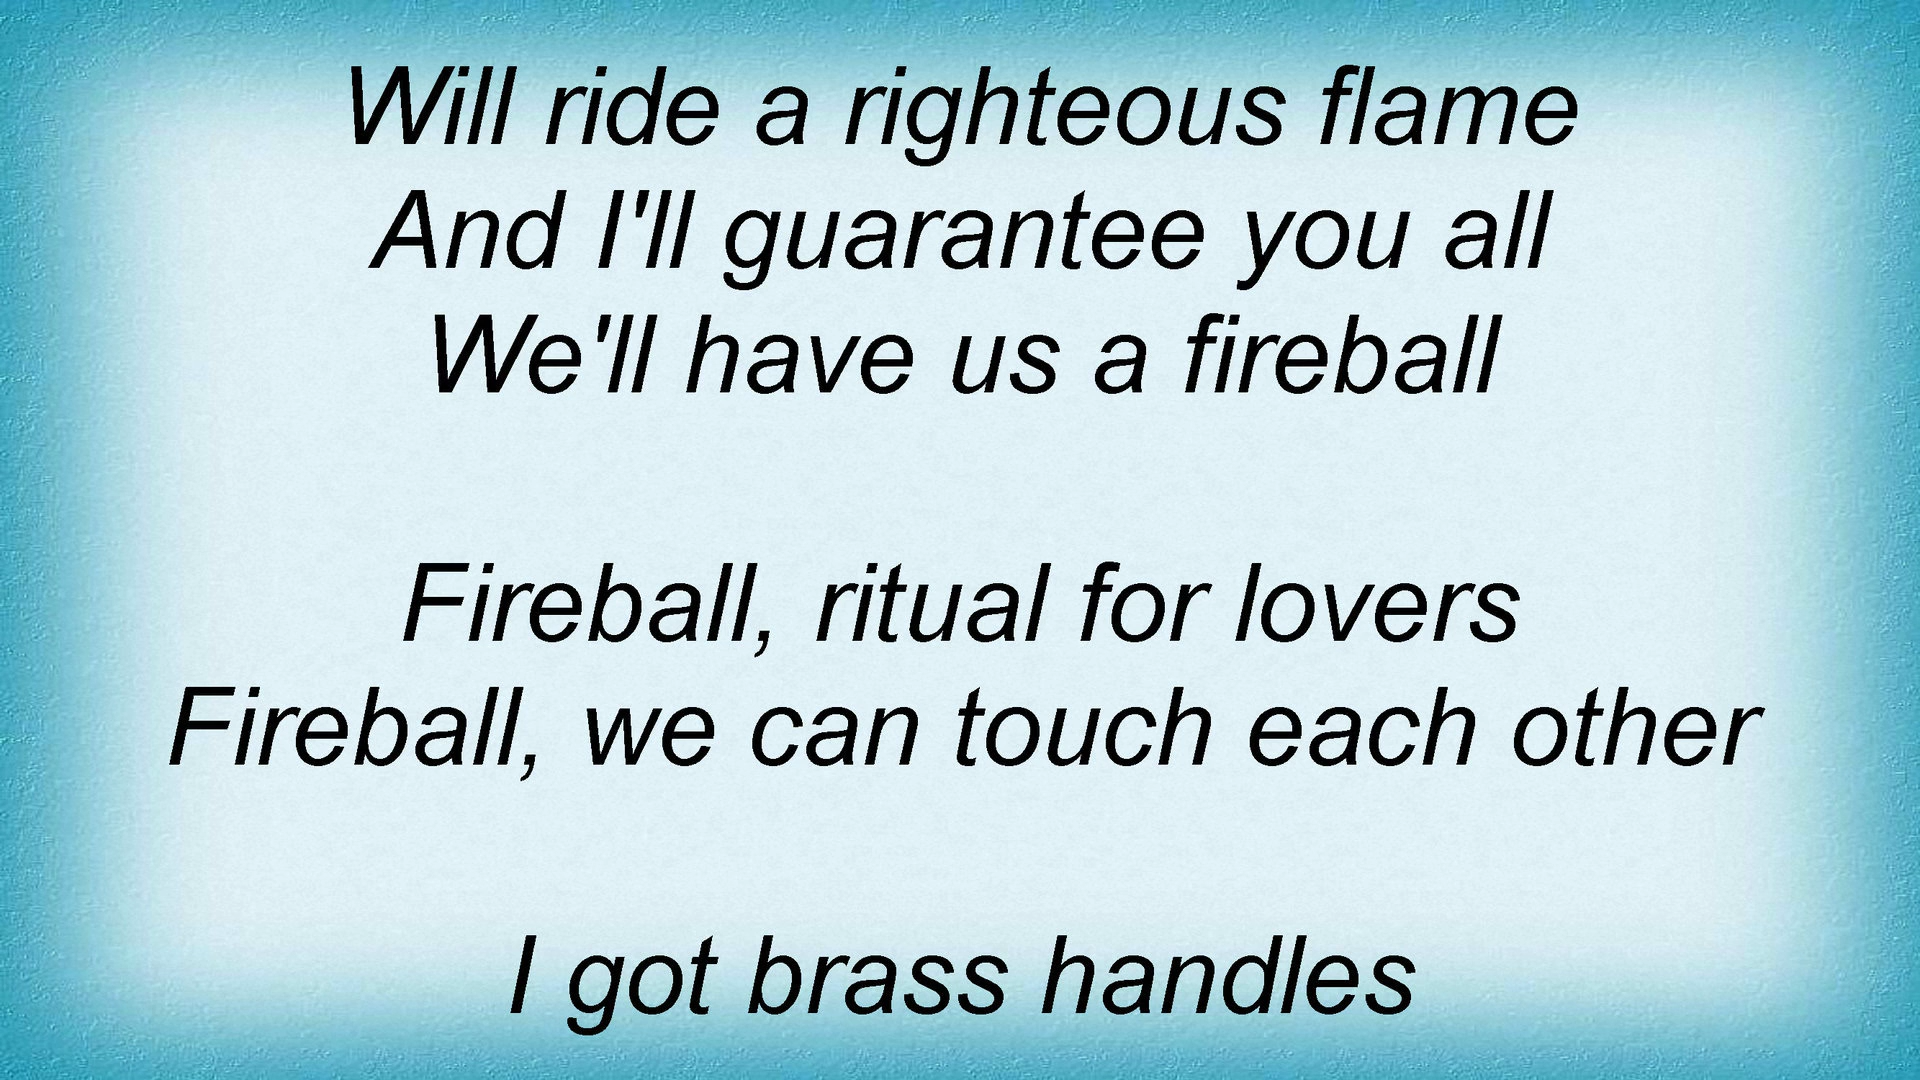 Will ride a righteous flame
And I'll guarantee you all
We'll have us a fireball
Fireball, ritual for lovers
Fireball, we can touch each other
I got brass handles